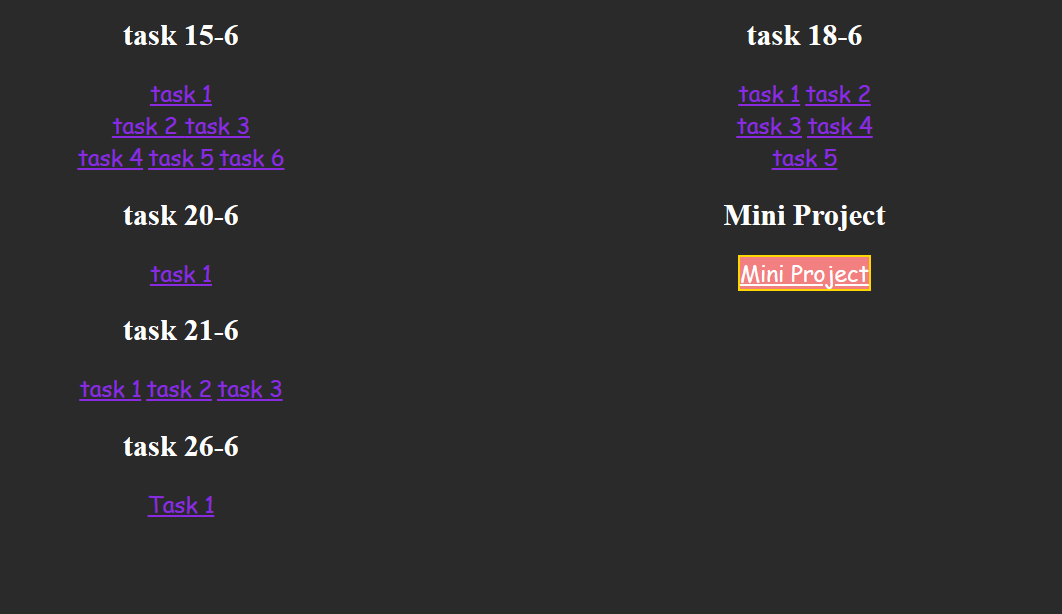 task 15-6
task 1
task 2 task 3
task 4 task 5 task 6
task 20-6
task 1
task 21-6
task 1 task 2 task 3
task 26-6
Task 1
task 18-6
task 1 task 2
task 3 task 4
task 5
Mini Project
Mini Project